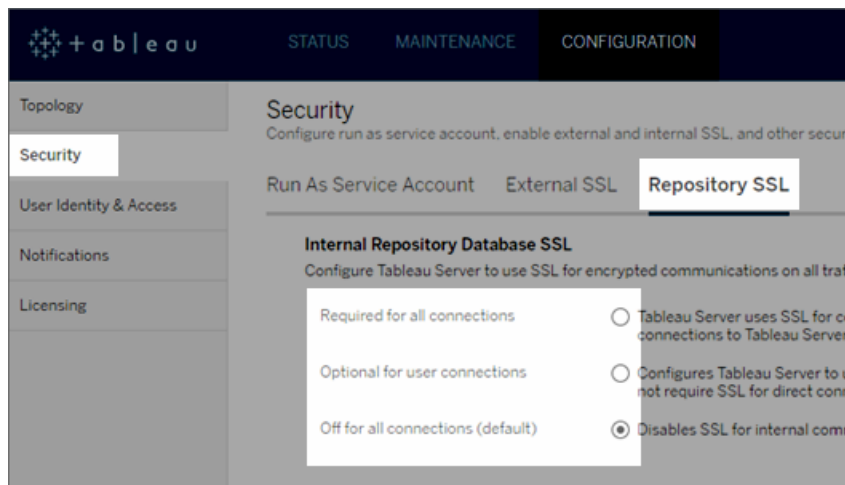 + a b | e a u
STATUS
MAINTENANCE
CONFIGURATION
Topology
Security
User Identity & Access
Notifications
Licensing
Security
Configure run as service account, enable external and internal SSL, and other secur
Run As Service Account
External SSL
Repository SSL
Internal Repository Database SSL
Configure Tableau Server to use SSL for encrypted communications on all traf
Required for all connections
Tableau Server uses SSL for c
connections to Tableau Server
Optional for user connections
Configures Tableau Server to
not require SSL for direct conn
Off for all connections (default)
Disables SSL for internal com